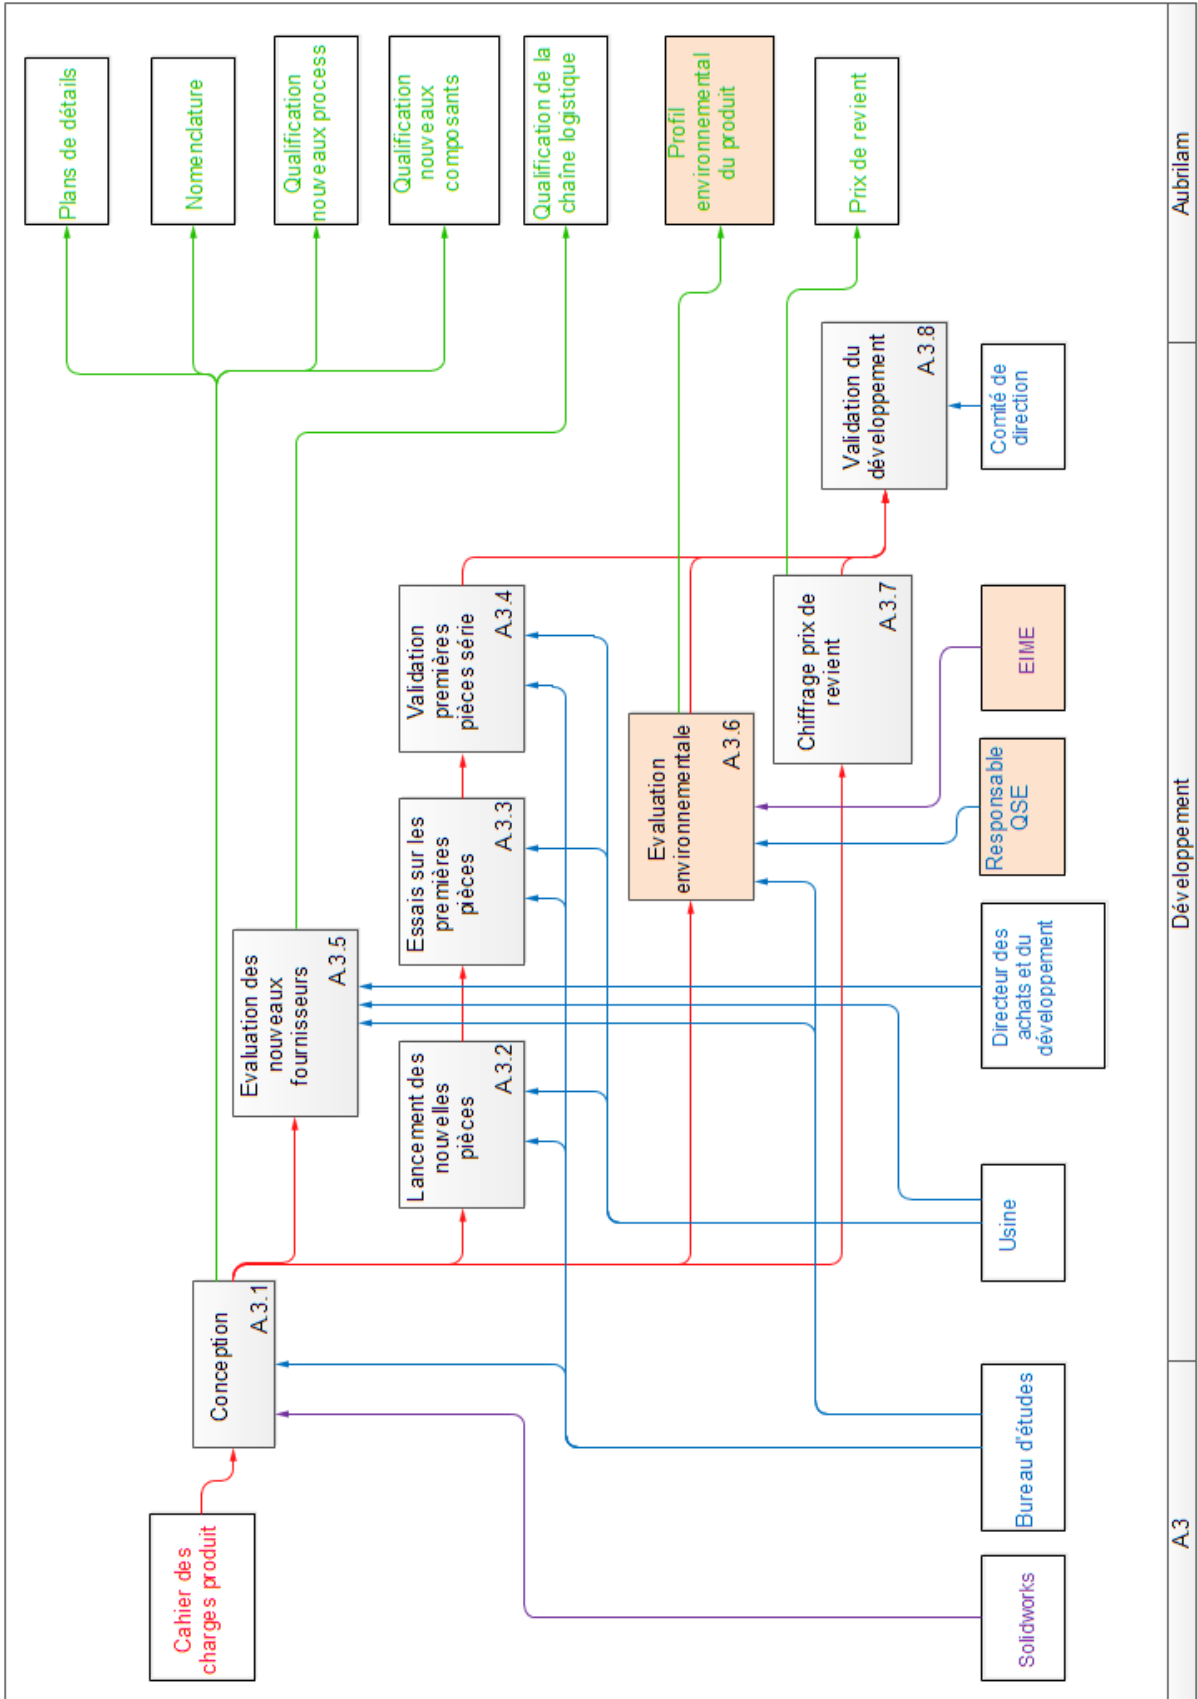 Cahier des
charges produit
Conception
A.3.1
Evaluation des
nouveaux
fournisseurs
A.3.5
Lancement des
nouvelles
pièces
A.3.2
Essais sur les
premières
pièces
A.3.3
Validation
premières
pièces série
A.3.4
Evaluation
environnementale
A.3.6
Chiffrage prix de
revient
A.3.7
Validation du
développement
A.3.8
Plans de détails
Nomenclature
Qualification
nouveaux process
Qualification
nouveaux
composants
Qualification de la
chaîne logistique
Profil
environnemental
du produit
Prix de revient
Solidworks
Bureau d'études
Usine
Directeur des
achats et du
développement
Responsable
QSE
EIME
Comité de
direction
A.3
Développement
Aubrilam